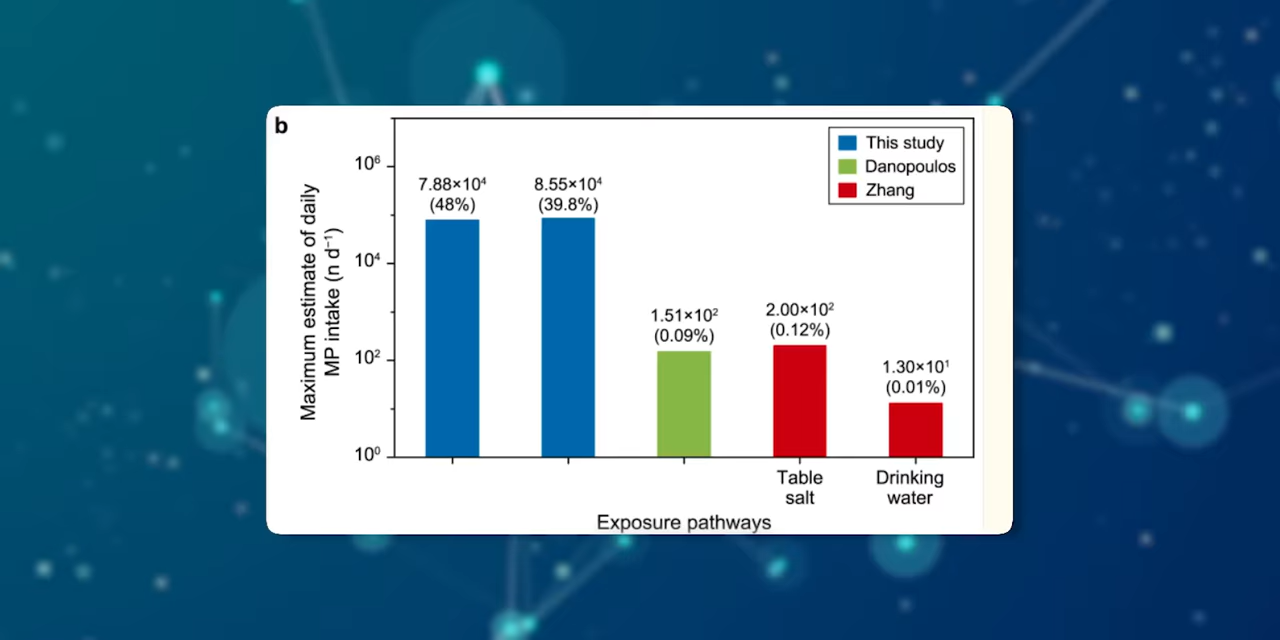 b
Maximum estimate of daily
MP intake (n d⁻¹)
10⁶
10⁴
10²
10⁰
7.88×10⁴
(48%)
8.55×10⁴
(39.8%)
1.51×10²
(0.09%)
2.00×10²
(0.12%)
1.30×10¹
(0.01%)
This study
Danopoulos
Zhang
Table
salt
Drinking
water
Exposure pathways